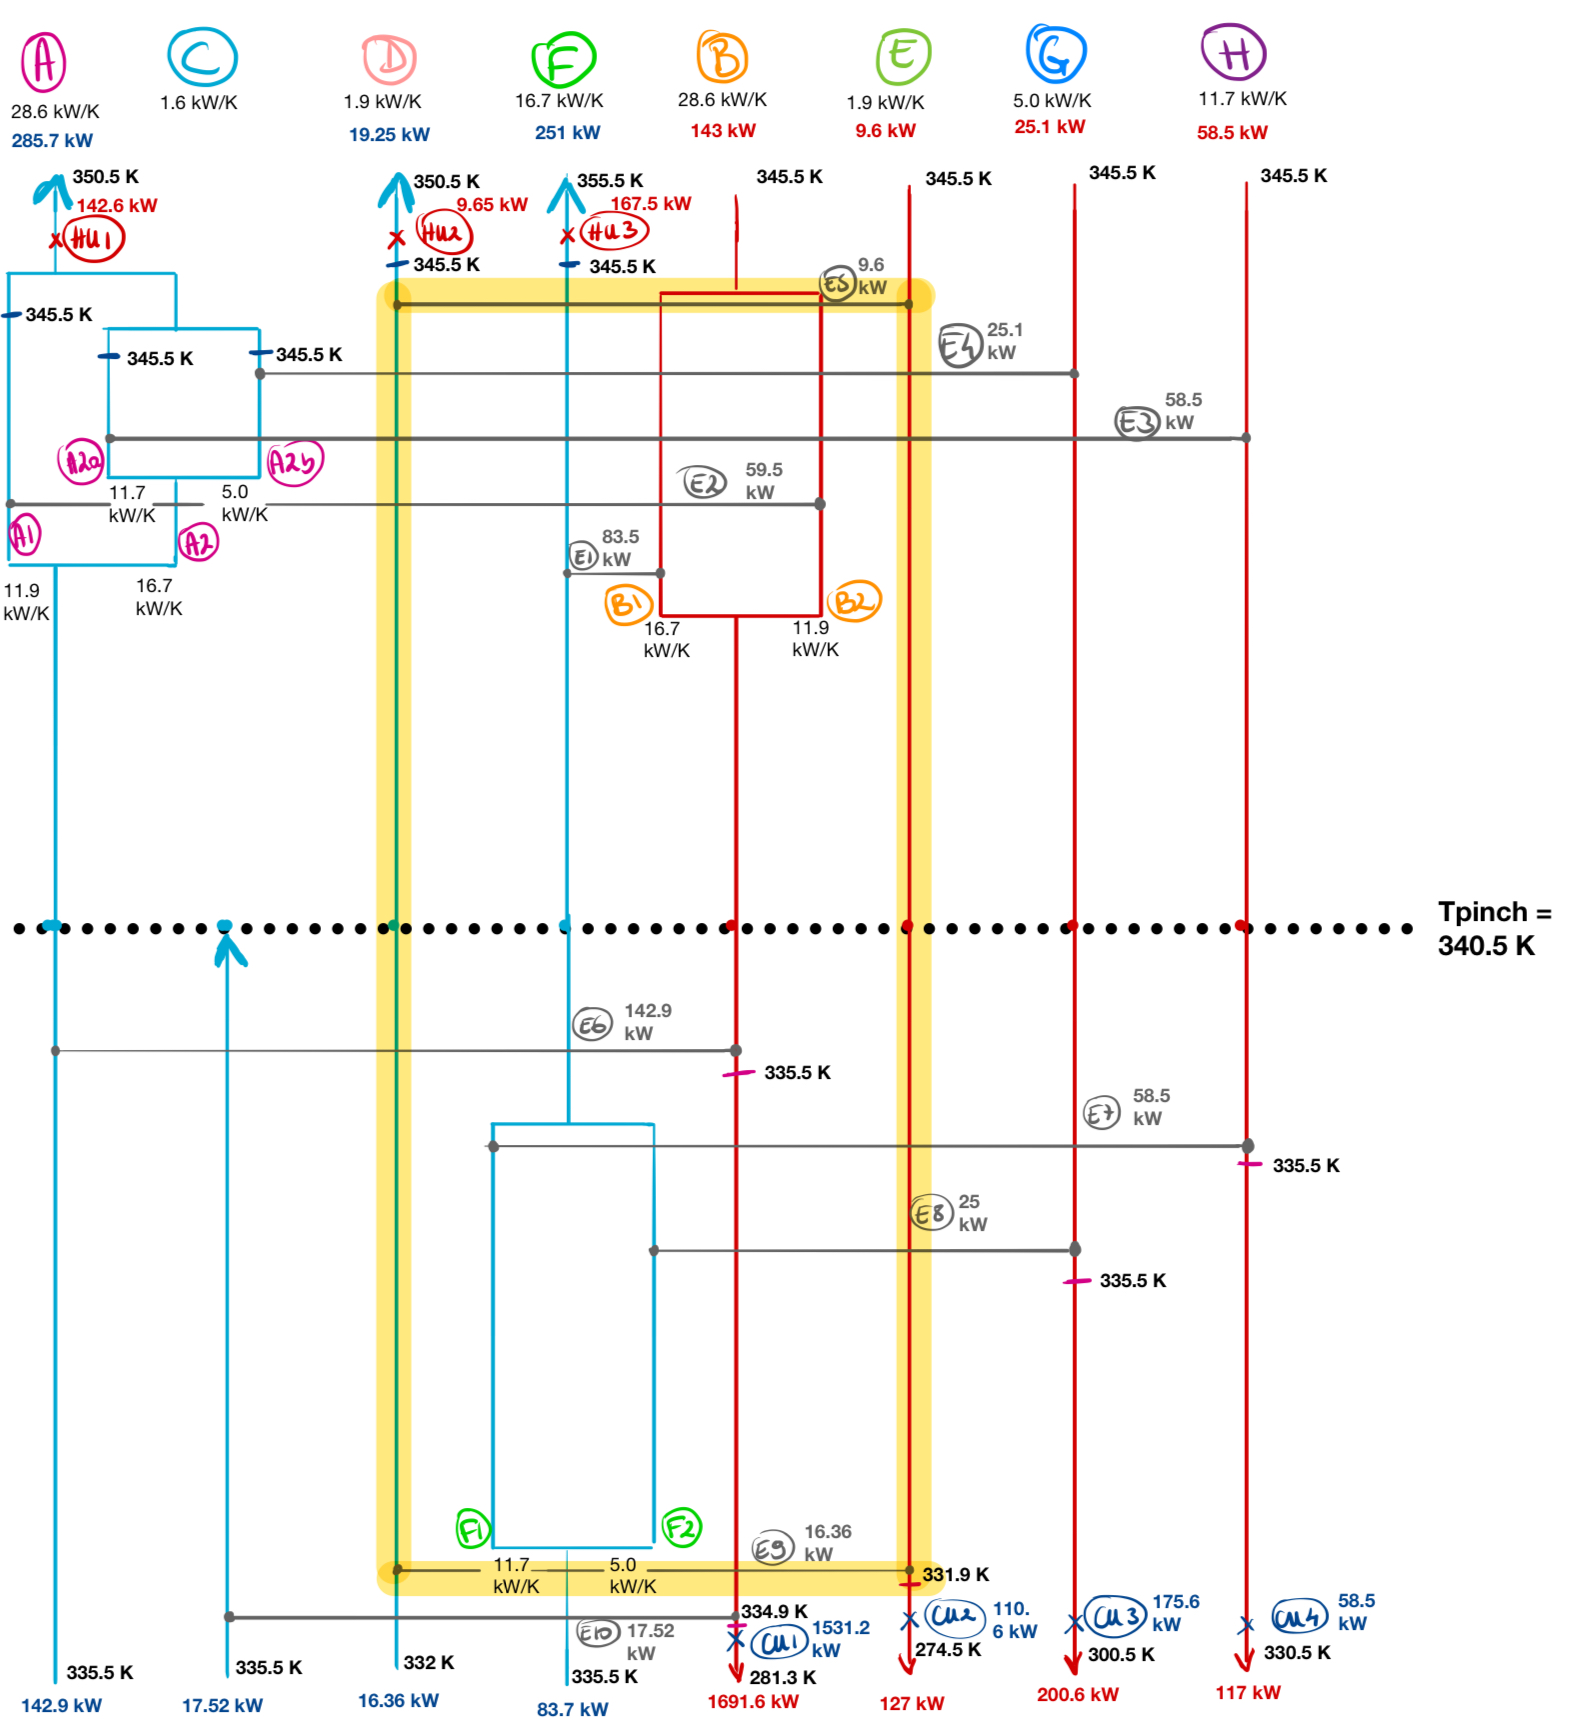 A
C
D
F
B
E
G
H
28.6 kW/K
1.6 kW/K
1.9 kW/K
16.7 kW/K
28.6 kW/K
1.9 kW/K
5.0 kW/K
11.7 kW/K
285.7 kW
19.25 kW
251 kW
143 kW
9.6 kW
25.1 kW
58.5 kW
350.5 K
350.5 K
355.5 K
345.5 K
345.5 K
345.5 K
345.5 K
142.6 kW
9.65 kW
167.5 kW
HU1
HU2
HU3
345.5 K
345.5 K
E5
9.6
kW
345.5 K
345.5 K
345.5 K
E4
25.1
kW
E3
58.5
kW
A2a
A2b
E2
59.5
kW
11.7
kW/K
5.0
kW/K
A1
A2
E1
83.5
kW
11.9
kW/K
16.7
kW/K
B1
B2
16.7
kW/K
11.9
kW/K
Tpinch =
340.5 K
E6
142.9
kW
335.5 K
E7
58.5
kW
335.5 K
E8
25
kW
335.5 K
F1
F2
E9
16.36
kW
11.7
kW/K
5.0
kW/K
331.9 K
334.9 K
E10
17.52
kW
CU1
1531.2
kW
CU2
110.
6 kW
CU3
175.6
kW
CU4
58.5
kW
335.5 K
335.5 K
332 K
335.5 K
281.3 K
274.5 K
300.5 K
330.5 K
142.9 kW
17.52 kW
16.36 kW
83.7 kW
1691.6 kW
127 kW
200.6 kW
117 kW